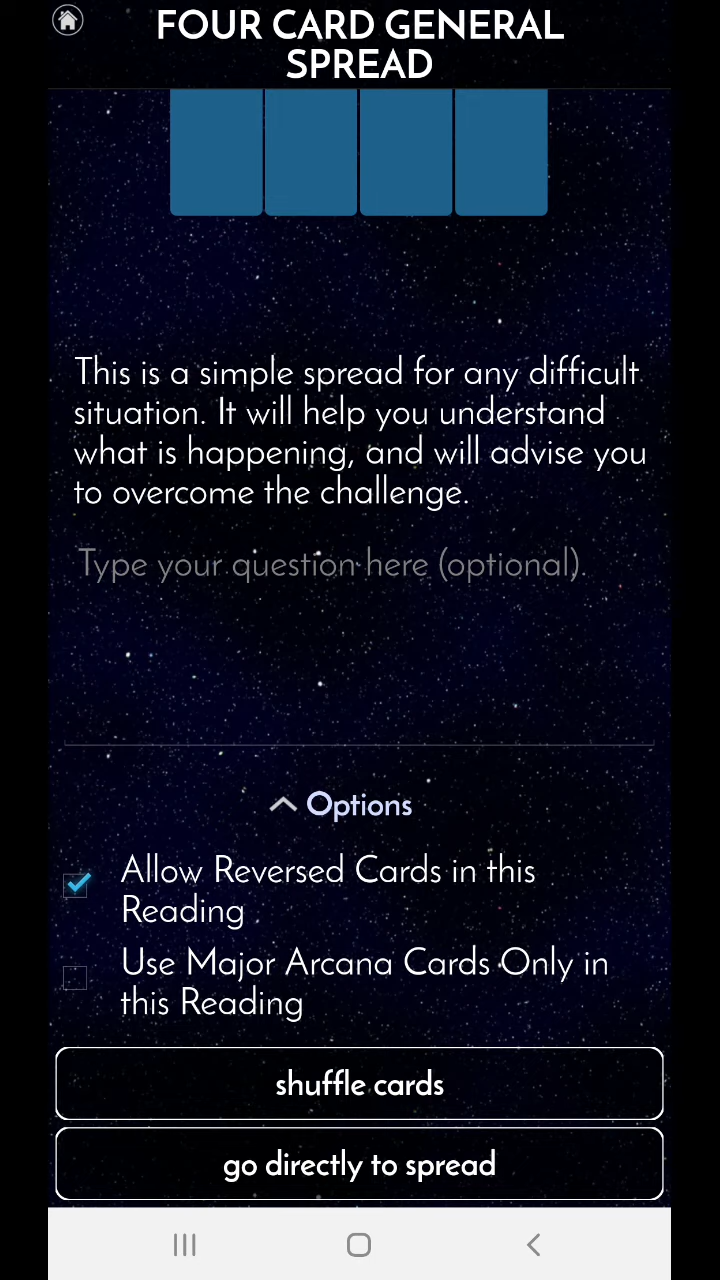 FOUR CARD GENERAL
SPREAD
This is a simple spread for any difficult
situation. It will help you understand
what is happening, and will advise you
to overcome the challenge.
Type your question here (optional).
Options
Allow Reversed Cards in this
Reading
Use Major Arcana Cards Only in
this Reading
shuffle cards
go directly to spread